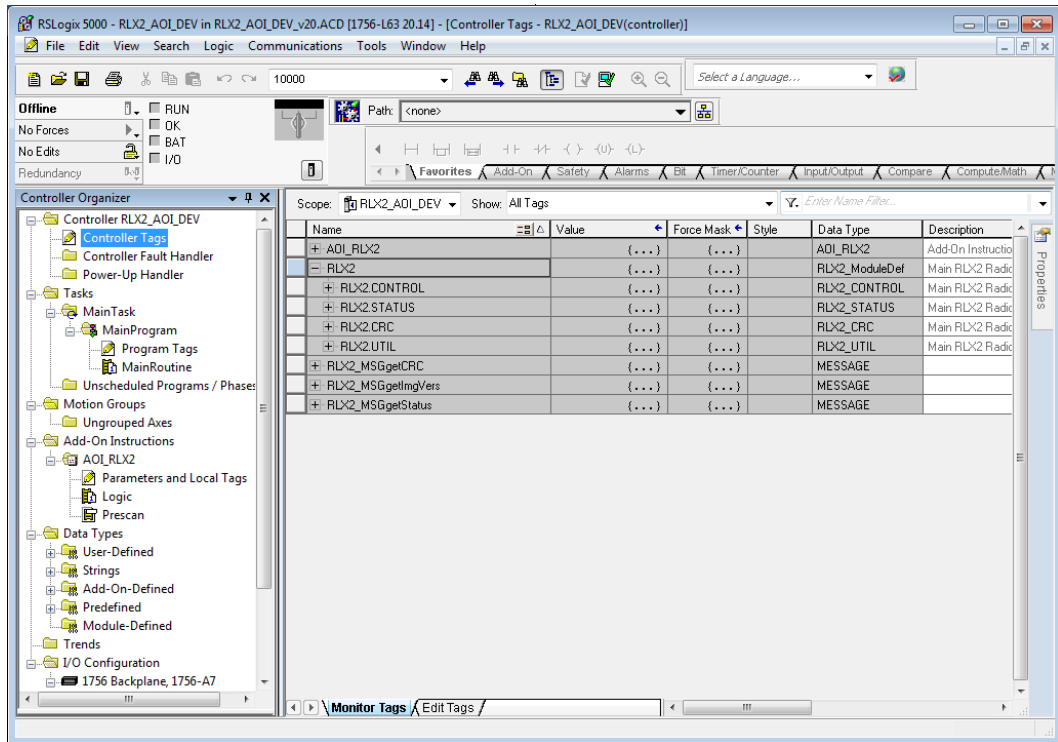 RSLogix 5000 - RLX2_AOI_DEV in RLX2_AOI_DEV_v20.ACD [1756-L63 20.14] - [Controller Tags - RLX2_AOI_DEV(controller)]
File Edit View Search Logic Communications Tools Window Help
10000
Select a Language...
Offline
RUN
No Forces
OK
No Edits
BAT
Redundancy
I/O
Path: <none>
Favorites Add-On Safety Alarms Bit Timer/Counter Input/Output Compare Compute/Math
Controller Organizer
Controller RLX2_AOI_DEV
Controller Tags
Controller Fault Handler
Power-Up Handler
Tasks
MainTask
MainProgram
Program Tags
MainRoutine
Unscheduled Programs / Phases
Motion Groups
Ungrouped Axes
Add-On Instructions
AOI_RLX2
Parameters and Local Tags
Logic
Prescan
Data Types
User-Defined
Strings
Add-On-Defined
Predefined
Module-Defined
Trends
I/O Configuration
1756 Backplane, 1756-A7
Scope: RLX2_AOI_DEV Show: All Tags Enter Name Filter...
Name Value Force Mask Style Data Type Description
AOI_RLX2 {...} {...} AOI_RLX2 Add-On Instructio
RLX2 {...} {...} RLX2_ModuleDef Main RLX2 Radio
RLX2.CONTROL {...} {...} RLX2_CONTROL Main RLX2 Radio
RLX2.STATUS {...} {...} RLX2_STATUS Main RLX2 Radio
RLX2.CRC {...} {...} RLX2_CRC Main RLX2 Radio
RLX2.UTIL {...} {...} RLX2_UTIL Main RLX2 Radio
RLX2_MSGgetCRC {...} {...} MESSAGE
RLX2_MSGgetImgVers {...} {...} MESSAGE
RLX2_MSGgetStatus {...} {...} MESSAGE
Properties
Monitor Tags Edit Tags